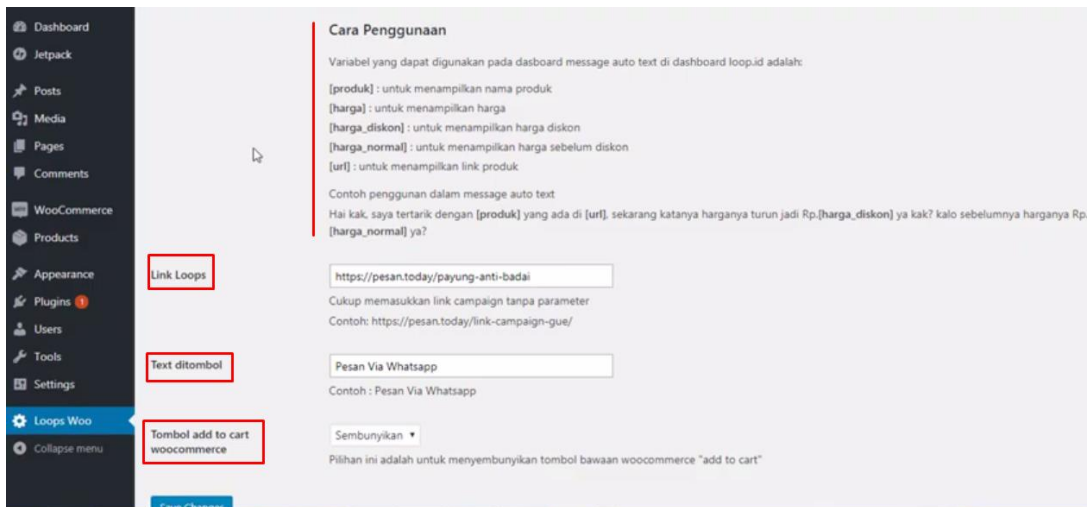 Dashboard
Jetpack
Posts
Media
Pages
Comments
WooCommerce
Products
Appearance
Plugins 1
Users
Tools
Settings
Loops Woo
Collapse menu
Cara Penggunaan
Variabel yang dapat digunakan pada dasboard message auto text di dashboard loop.id adalah:
[produk] : untuk menampilkan nama produk
[harga] : untuk menampilkan harga
[harga_diskon] : untuk menampilkan harga diskon
[harga_normal] : untuk menampilkan harga sebelum diskon
[url] : untuk menampilkan link produk
Contoh penggunan dalam message auto text
Hai kak, saya tertarik dengan [produk] yang ada di [url], sekarang katanya harganya turun jadi Rp.[harga_diskon] ya kak? kalo sebelumnya harganya Rp.
[harga_normal] ya?
Link Loops
https://pesan.today/payung-anti-badai
Cukup memasukkan link campaign tanpa parameter
Contoh: https://pesan.today/link-campaign-gue/
Text ditombol
Pesan Via Whatsapp
Contoh : Pesan Via Whatsapp
Tombol add to cart
woocommerce
Sembunyikan
Pilihan ini adalah untuk menyembunyikan tombol bawaan woocommerce "add to cart"
Save Changes